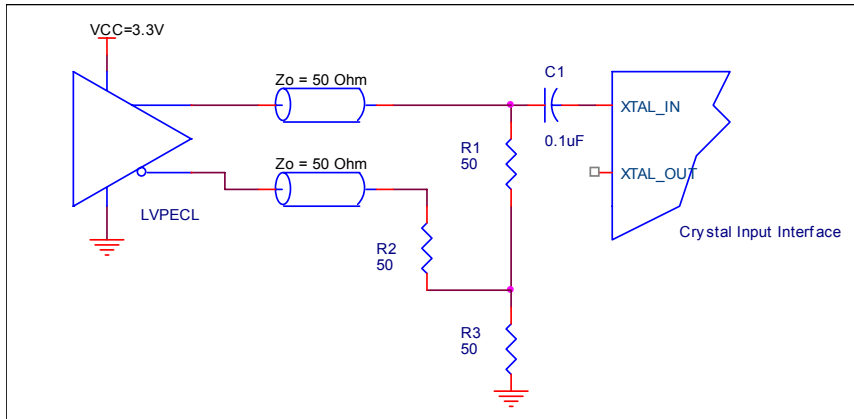 VCC=3.3V
Zo = 50 Ohm
C1
XTAL_IN
R1
50
0.1uF
Zo = 50 Ohm
XTAL_OUT
LVPECL
Crystal Input Interface
R2
50
R3
50